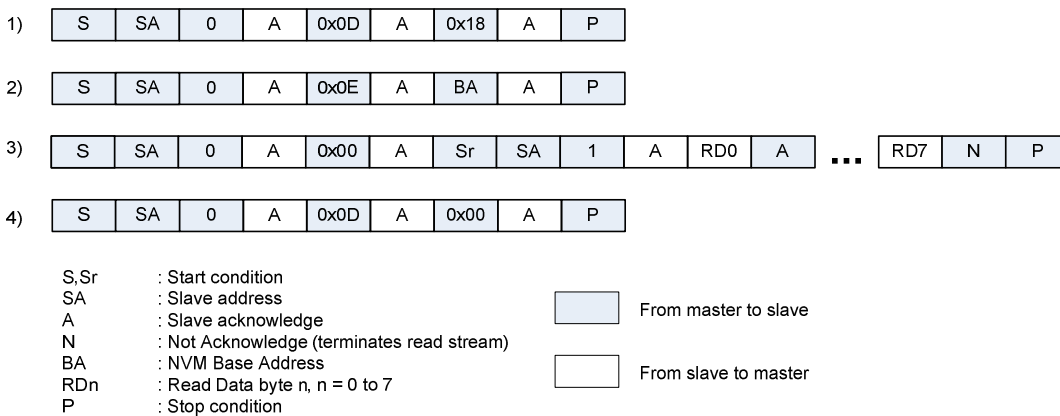 1) S SA 0 A 0x0D A 0x18 A P
2) S SA 0 A 0x0E A BA A P
3) S SA 0 A 0x00 A Sr SA 1 A RD0 A ... RD7 N P
4) S SA 0 A 0x0D A 0x00 A P
S,Sr : Start condition
SA : Slave address
A : Slave acknowledge
N : Not Acknowledge (terminates read stream)
BA : NVM Base Address
RDn : Read Data byte n, n = 0 to 7
P : Stop condition
From master to slave
From slave to master